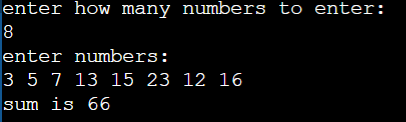 enter how many numbers to enter:
8
enter numbers:
3 5 7 13 15 23 12 16
sum is 66